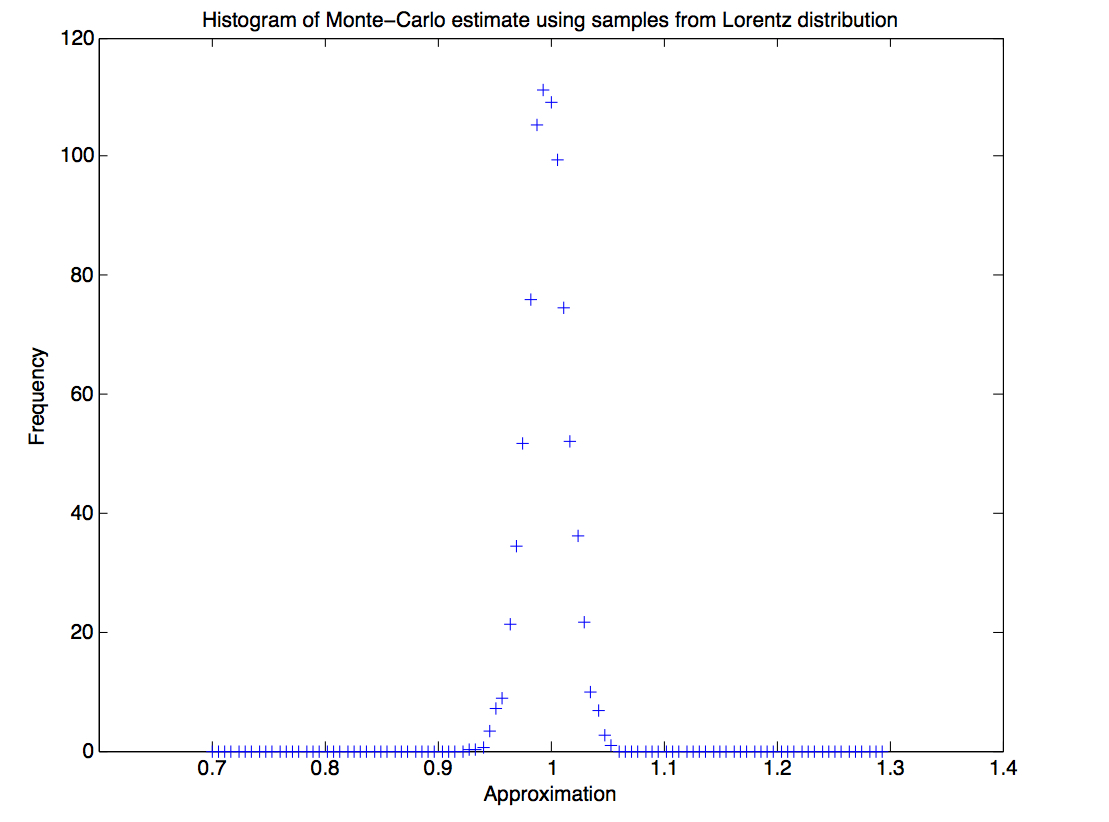 Histogram of Monte−Carlo estimate using samples from Lorentz distribution
120
100
80
60
40
20
0
Frequency
0.7 0.8 0.9 1 1.1 1.2 1.3 1.4
Approximation